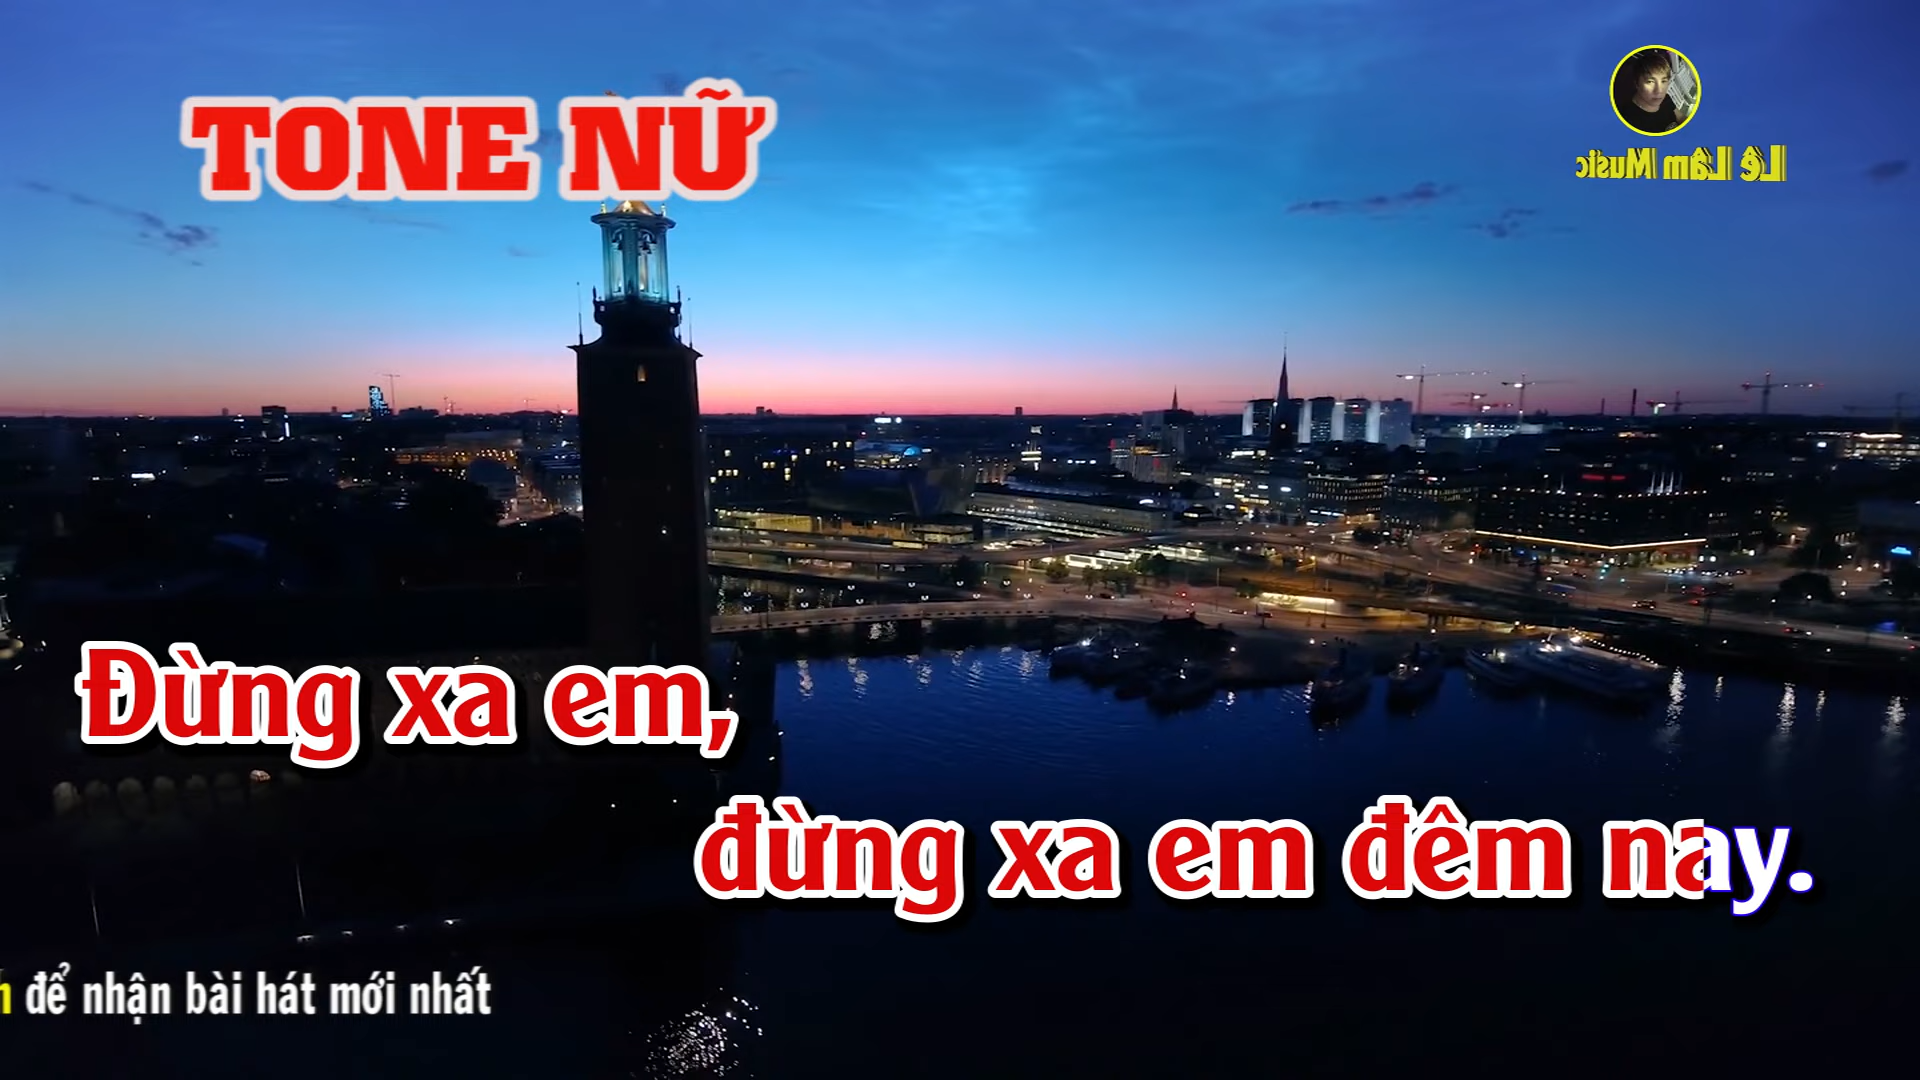 TONE NỮ
Lê Lâm Music
Đừng xa em,
đừng xa em đêm nay.
để nhận bài hát mới nhất